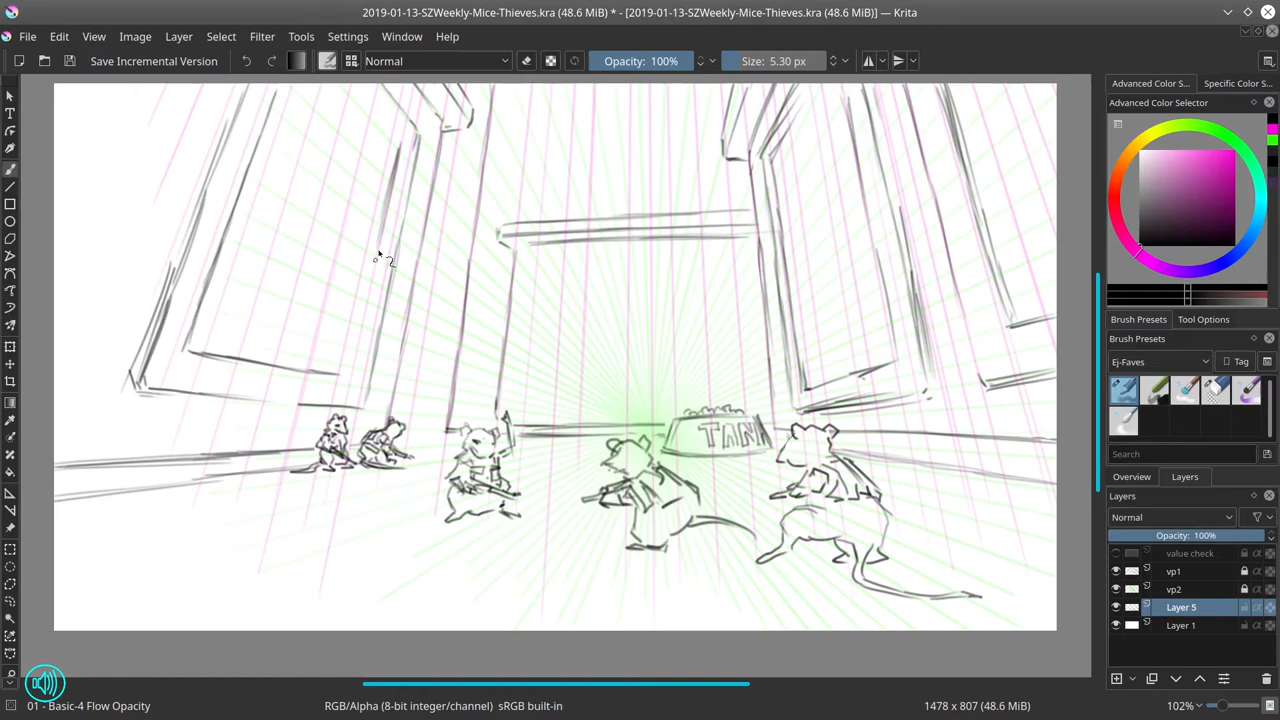 2019-01-13-SZWeekly-Mice-Thieves.kra (48.6 MiB) * - [2019-01-13-SZWeekly-Mice-Thieves.kra (48.6 MiB)] — Krita
File Edit View Image Layer Select Filter Tools Settings Window Help
Save Incremental Version Normal Opacity: 100% Size: 5.30 px
Advanced Color S... Specific Color S...
Advanced Color Selector
Brush Presets Tool Options
Brush Presets
Ej-Faves Tag
Search
Overview Layers
Layers
Normal
Opacity: 100%
value check
vp1
vp2
Layer 5
Layer 1
TANK
01 - Basic-4 Flow Opacity RGB/Alpha (8-bit integer/channel) sRGB built-in 1478 x 807 (48.6 MiB) 102%